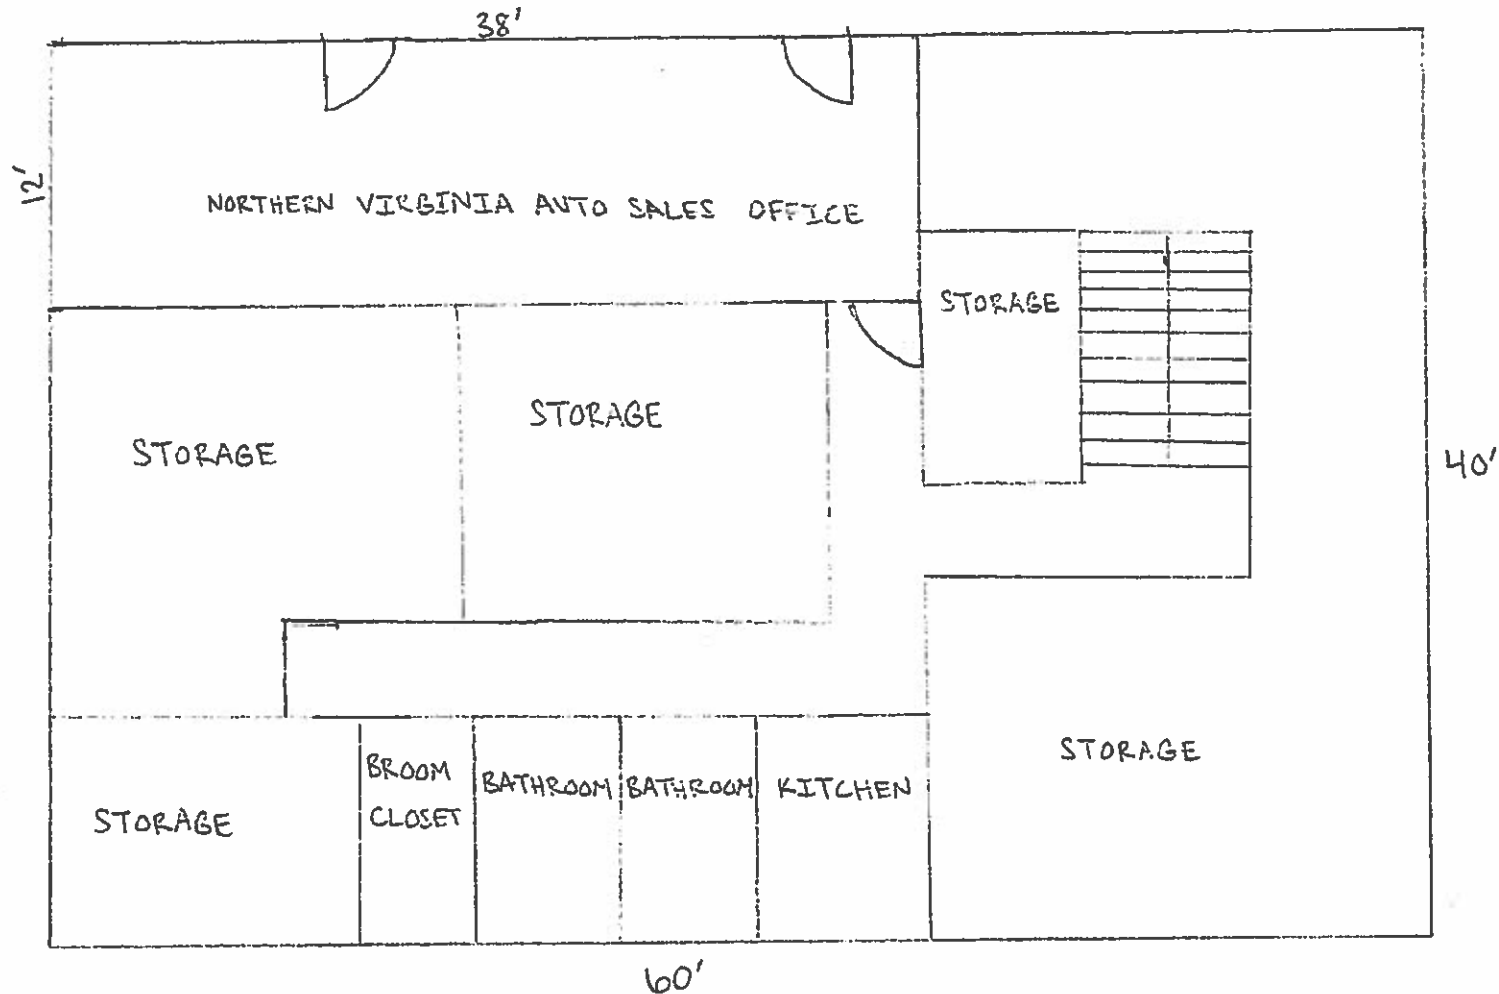 38'
12'
NORTHERN VIRGINIA AUTO SALES OFFICE
STORAGE
STORAGE
STORAGE
40'
STORAGE
BROOM
CLOSET
BATHROOM
BATHROOM
KITCHEN
STORAGE
STORAGE
60'